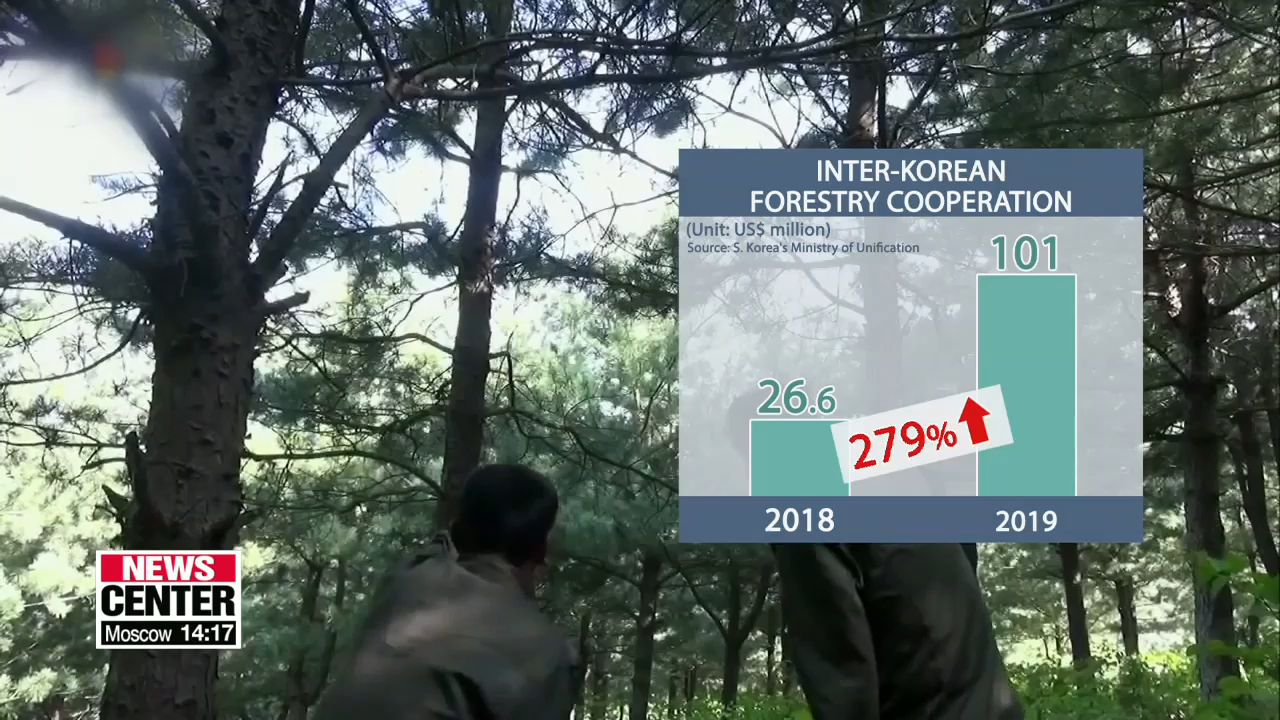 INTER-KOREAN
FORESTRY COOPERATION
(Unit: US$ million)
Source: S. Korea's Ministry of Unification
101
26.6
279%
2018
2019
NEWS
CENTER
Moscow 14:17